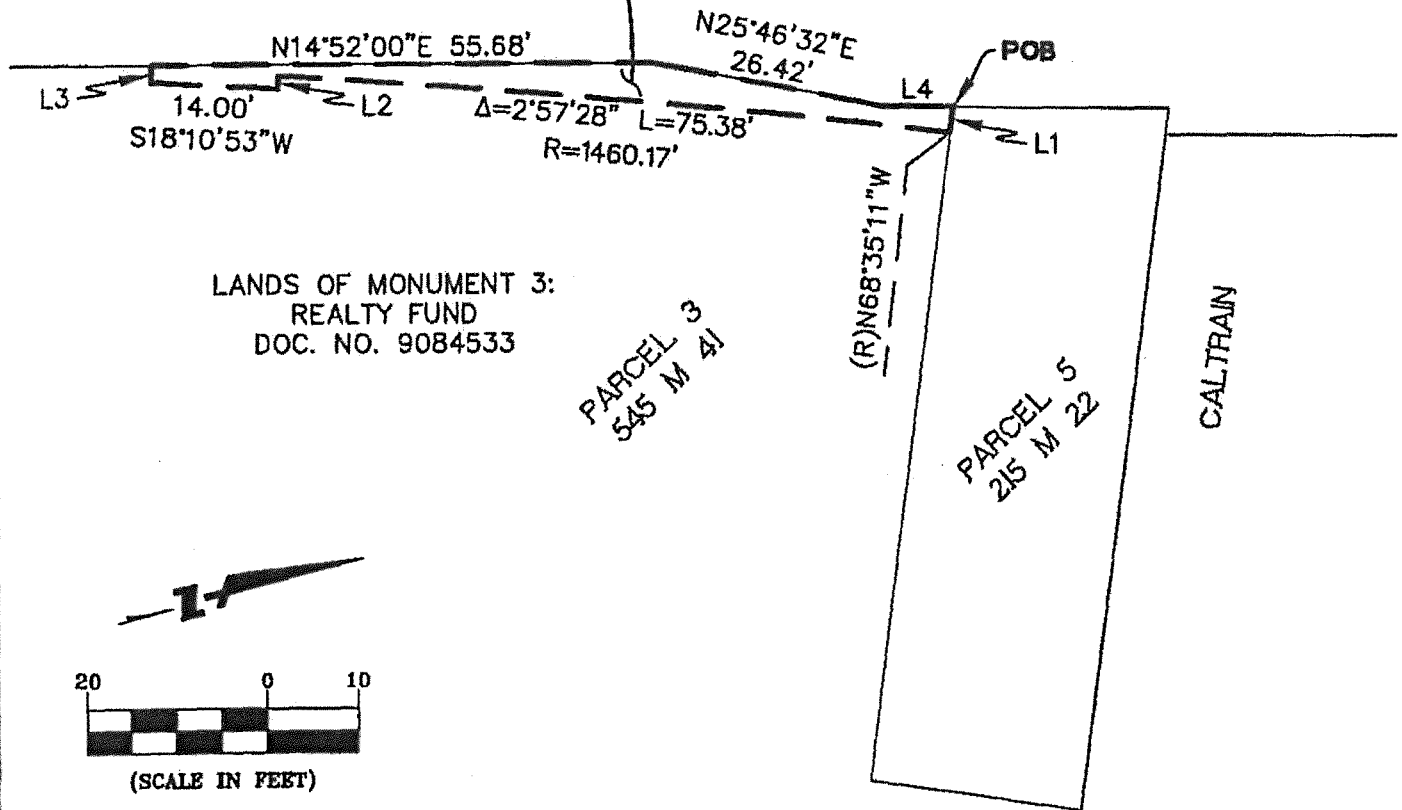 N14°52'00"E 55.68'
N25°46'32"E
26.42'
POB
L4
L3
14.00'
S18°10'53"W
L2
Δ=2°57'28" L=75.38'
R=1460.17'
L1
(R)N68°35'11"W
LANDS OF MONUMENT 3:
REALTY FUND
DOC. NO. 9084533
PARCEL 3
545 M 41
PARCEL 5
215 M 22
CALTRAIN
Z
20 0 10
(SCALE IN FEET)